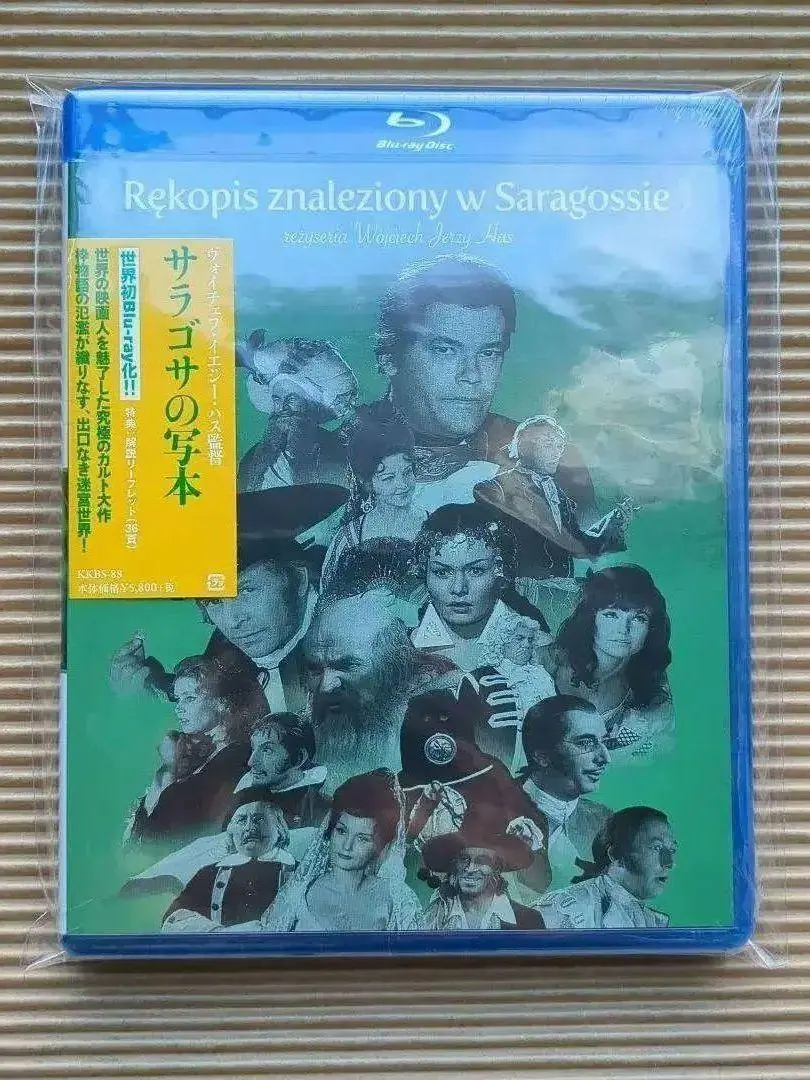 Blu-ray Disc
Rękopis znaleziony w Saragossie
reżyseria Wojciech Jerzy Has
ヴォイチェフ・イエジー・ハス監督
サラゴサの写本
特典：解説リーフレット［36頁］
世界初Blu-ray化!!
世界の映画人を魅了した究極のカルト大作
枠物語の氾濫が織りなす、出口なき迷宮世界！
KKBS-88
本体価格￥5,800+税